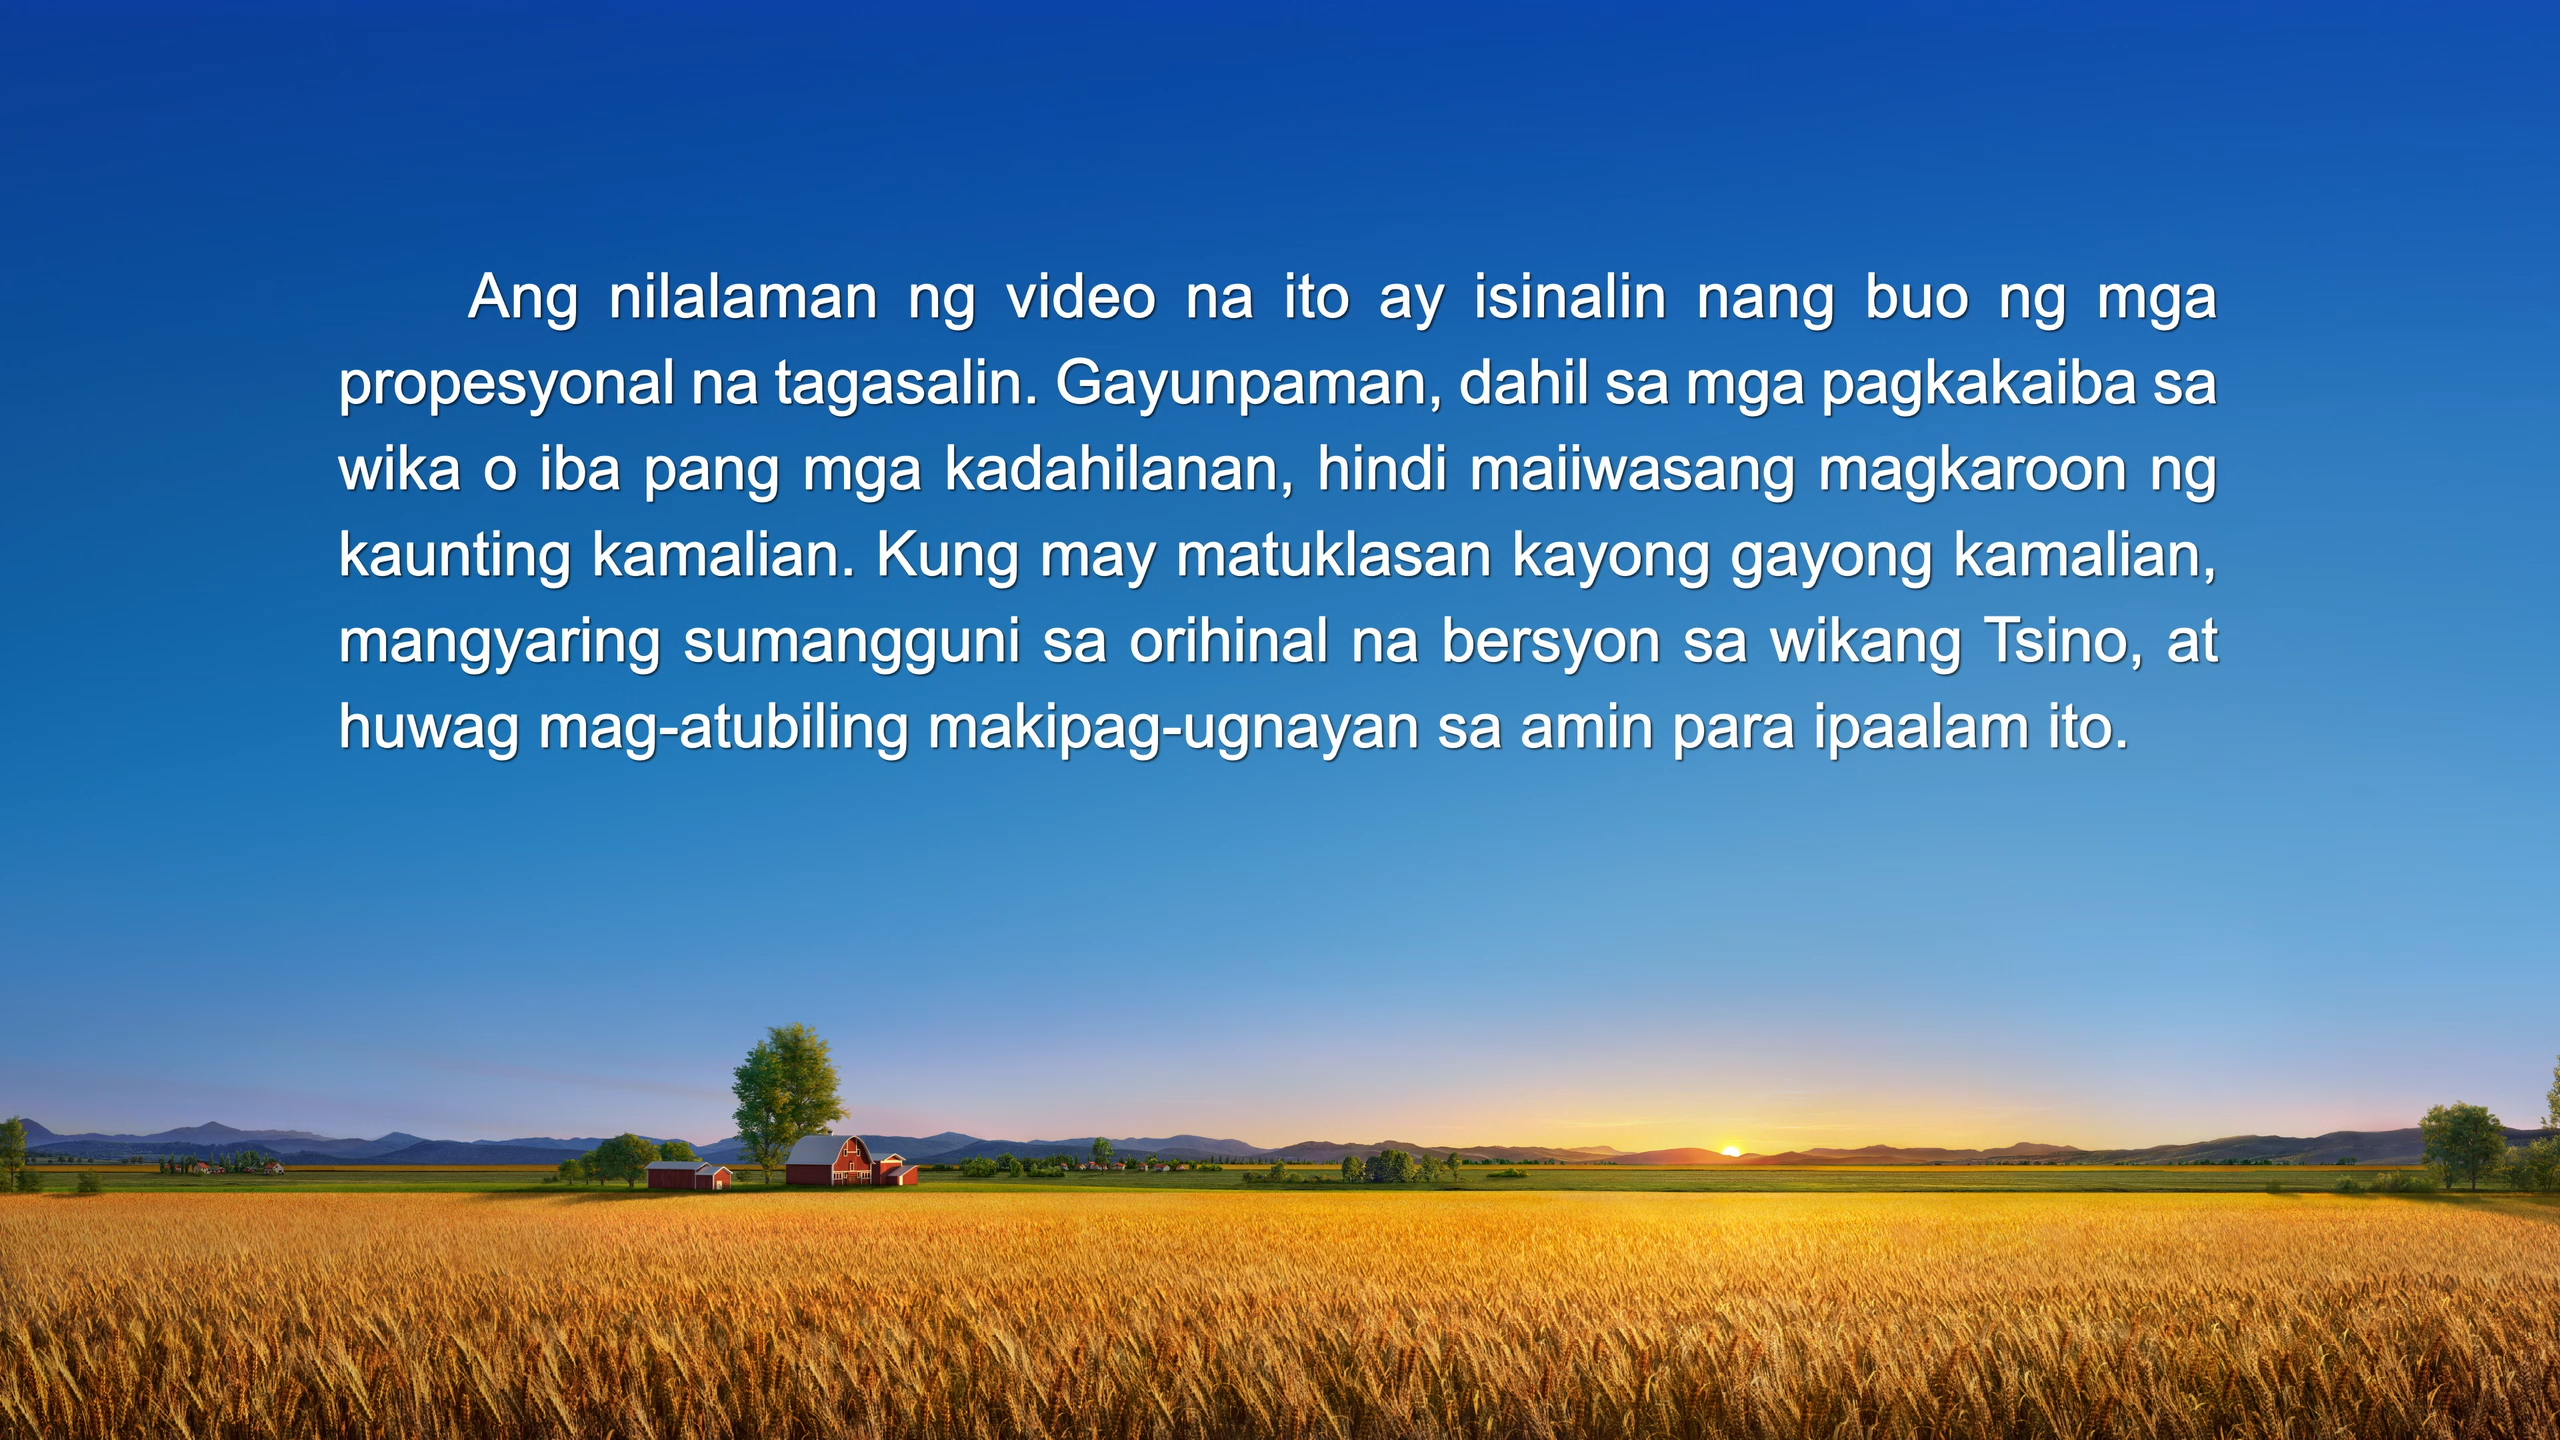 Ang nilalaman ng video na ito ay isinalin nang buo ng mga
propesyonal na tagasalin. Gayunpaman, dahil sa mga pagkakaiba sa
wika o iba pang mga kadahilanan, hindi maiiwasang magkaroon ng
kaunting kamalian. Kung may matuklasan kayong gayong kamalian,
mangyaring sumangguni sa orihinal na bersyon sa wikang Tsino, at
huwag mag-atubiling makipag-ugnayan sa amin para ipaalam ito.